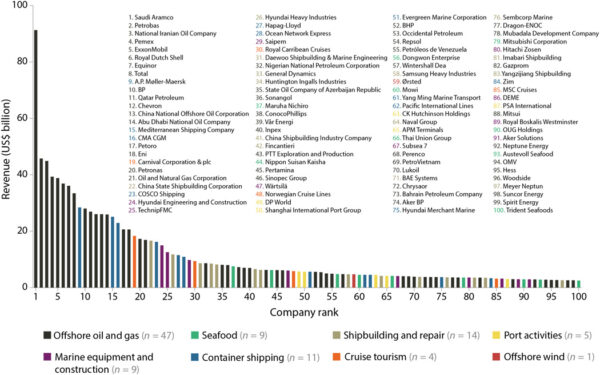 Revenue (US$ billion)
100
80
60
40
20
0
1. Saudi Aramco
2. Petrobas
3. National Iranian Oil Company
4. Pemex
5. ExxonMobil
6. Royal Dutch Shell
7. Equinor
8. Total
9. A.P. Møller-Mærsk
10. BP
11. Qatar Petroleum
12. Chevron
13. China National Offshore Oil Corporation
14. Abu Dhabi National Oil Company
15. Mediterranean Shipping Company
16. CMA CGM
17. Petoro
18. Eni
19. Carnival Corporation & plc
20. Petronas
21. Oil and Natural Gas Corporation
22. China State Shipbuilding Corporation
23. COSCO Shipping
24. Hyundai Engineering and Construction
25. TechnipFMC
26. Hyundai Heavy Industries
27. Hapag-Lloyd
28. Ocean Network Express
29. Saipem
30. Royal Caribbean Cruises
31. Daewoo Shipbuilding & Marine Engineering
32. Nigerian National Petroleum Corporation
33. General Dynamics
34. Huntington Ingalls Industries
35. State Oil Company of Azerbaijan Republic
36. Sonangol
37. Maruha Nichiro
38. ConocoPhillips
39. Vår Energi
40. Inpex
41. China Shipbuilding Industry Company
42. Fincantieri
43. PTT Exploration and Production
44. Nippon Suisan Kaisha
45. Pertamina
46. Sinopec Group
47. Wärtsilä
48. Norwegian Cruise Lines
49. DP World
50. Shanghai International Port Group
51. Evergreen Marine Corporation
52. BHP
53. Occidental Petroleum
54. Repsol
55. Petróleos de Venezuela
56. Dongwon Enterprise
57. Wintershall Dea
58. Samsung Heavy Industries
59. Ørsted
60. Mowi
61. Yang Ming Marine Transport
62. Pacific International Lines
63. CK Hutchinson Holdings
64. Naval Group
65. APM Terminals
66. Thai Union Group
67. Subsea 7
68. Perenco
69. PetroVietnam
70. Lukoil
71. BAE Systems
72. Chrysaor
73. Bahrain Petroleum Company
74. Aker BP
75. Hyundai Merchant Marine
76. Sembcorp Marine
77. Dragon-ENOC
78. Mubadala Development Company
79. Mitsubishi Corporation
80. Hitachi Zosen
81. Imabari Shipbuilding
82. Gazprom
83. Yangzijiang Shipbuilding
84. Zim
85. MSC Cruises
86. DEME
87. PSA International
88. Mitsui
89. Royal Boskalis Westminster
90. OUG Holdings
91. Aker Solutions
92. Neptune Energy
93. Austevoll Seafood
94. OMV
95. Hess
96. Woodside
97. Meyer Neptun
98. Suncor Energy
99. Spirit Energy
100. Trident Seafoods
1 5 10 15 20 25 30 35 40 45 50 55 60 65 70 75 80 85 90 95 100
Company rank
Offshore oil and gas (n = 47)
Seafood (n = 9)
Shipbuilding and repair (n = 14)
Port activities (n = 5)
Marine equipment and
construction (n = 9)
Container shipping (n = 11)
Cruise tourism (n = 4)
Offshore wind (n = 1)